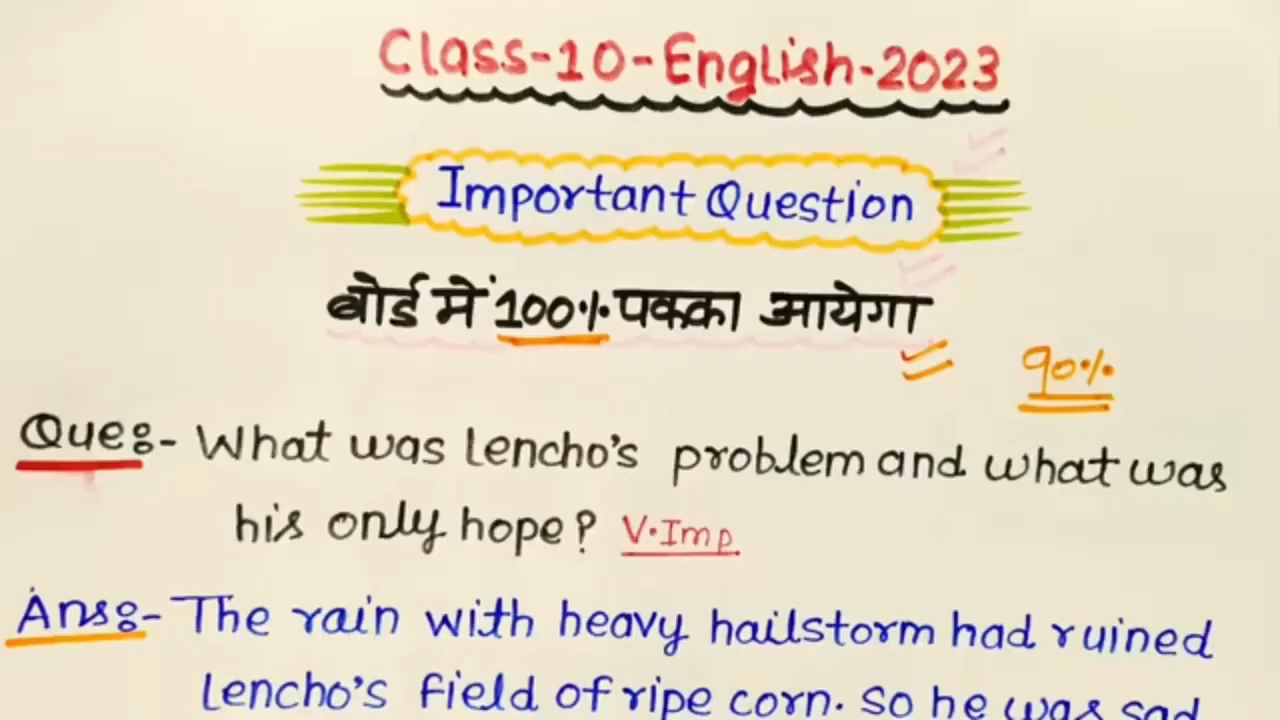 Class-10-English-2023
Important Question
बोर्ड में 100% पक्का आयेगा
90%
Ques- What was Lencho's problem and what was
his only hope? V.Imp
Ans- The rain with heavy hailstorm had ruined
Lencho's field of ripe corn. So he was sad